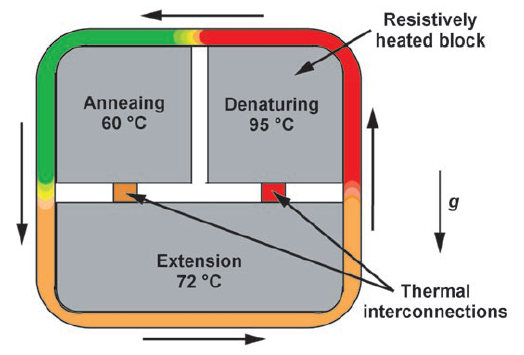 Resistively
heated block
Anneaing
60 °C
Denaturing
95 °C
g
Extension
72 °C
Thermal
interconnections